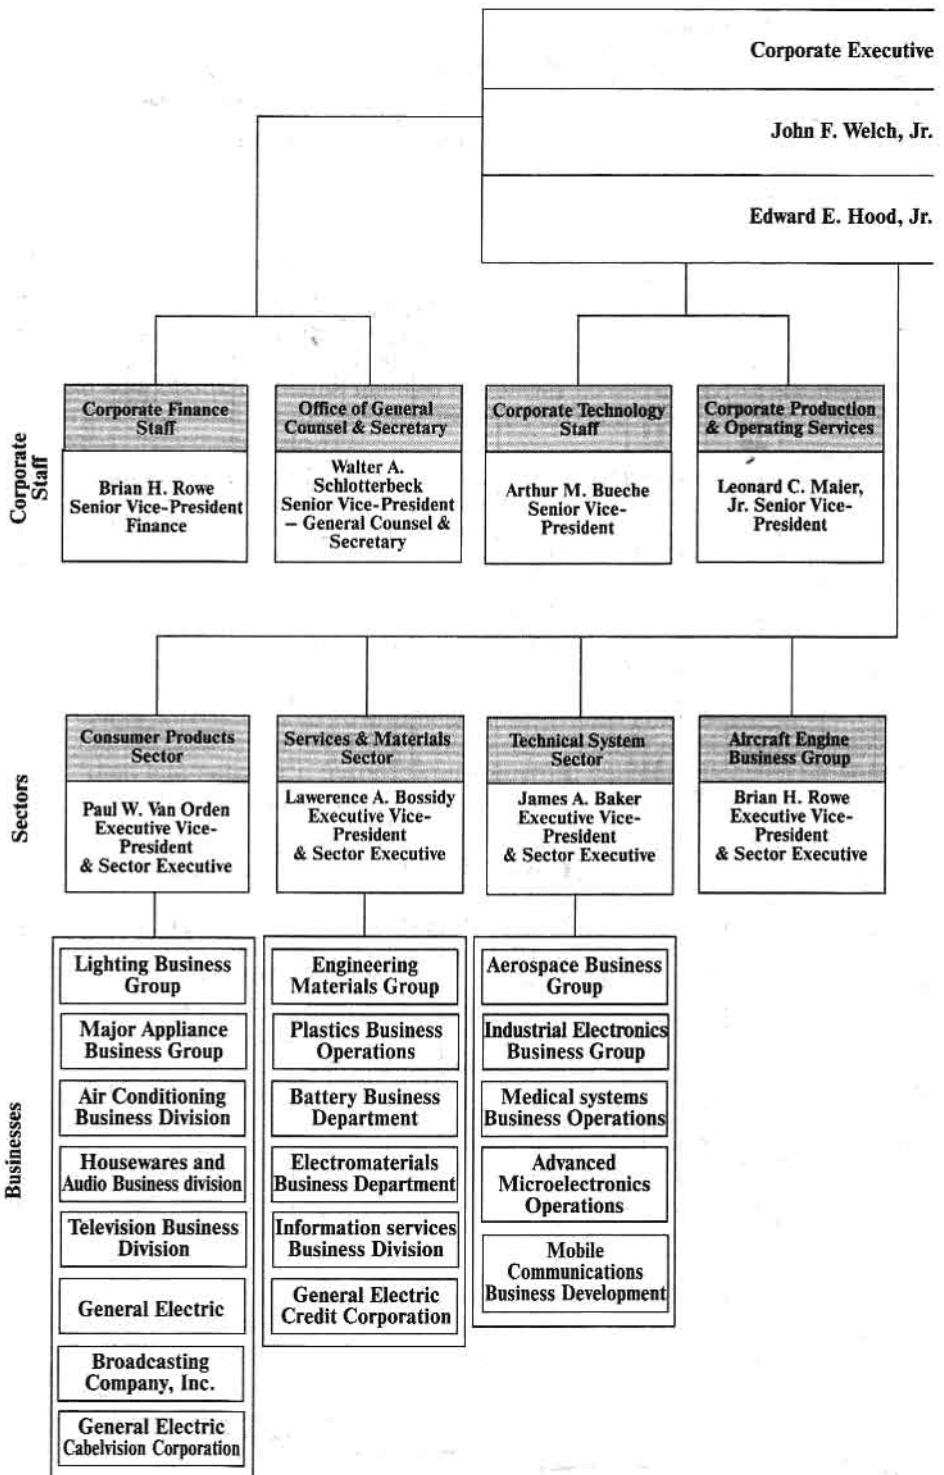 Corporate Executive
John F. Welch, Jr.
Edward E. Hood, Jr.
Corporate
Staff
Corporate Finance
Staff
Brian H. Rowe
Senior Vice-President
Finance
Office of General
Counsel & Secretary
Walter A.
Schlotterbeck
Senior Vice-President
– General Counsel &
Secretary
Corporate Technology
Staff
Arthur M. Bueche
Senior Vice-
President
Corporate Production
& Operating Services
Leonard C. Maier,
Jr. Senior Vice-
President
Sectors
Consumer Products
Sector
Paul W. Van Orden
Executive Vice-
President
& Sector Executive
Services & Materials
Sector
Lawerence A. Bossidy
Executive Vice-
President
& Sector Executive
Technical System
Sector
James A. Baker
Executive Vice-
President
& Sector Executive
Aircraft Engine
Business Group
Brian H. Rowe
Executive Vice-
President
& Sector Executive
Businesses
Lighting Business
Group
Major Appliance
Business Group
Air Conditioning
Business Division
Housewares and
Audio Business division
Television Business
Division
General Electric
Broadcasting
Company, Inc.
General Electric
Cabelvision Corporation
Engineering
Materials Group
Plastics Business
Operations
Battery Business
Department
Electromaterials
Business Department
Information services
Business Division
General Electric
Credit Corporation
Aerospace Business
Group
Industrial Electronics
Business Group
Medical systems
Business Operations
Advanced
Microelectronics
Operations
Mobile
Communications
Business Development